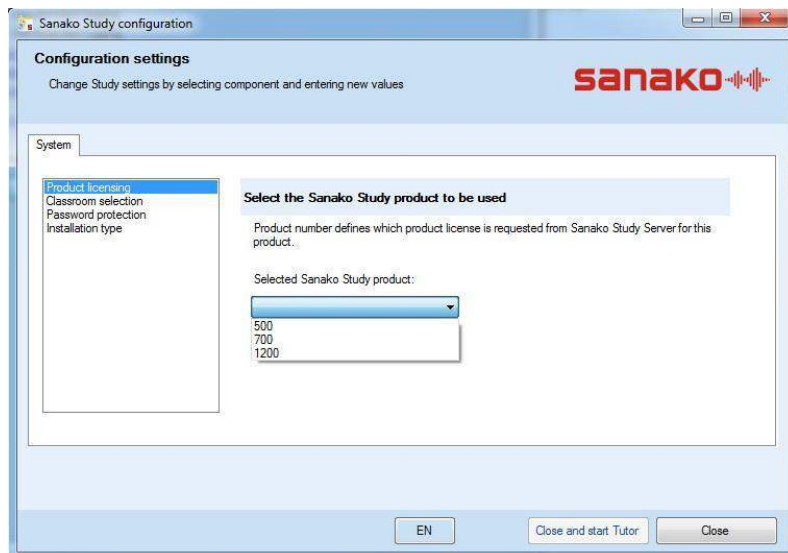 Sanako Study configuration
Configuration settings
Change Study settings by selecting component and entering new values
sanako
System
Product licensing
Classroom selection
Password protection
Installation type
Select the Sanako Study product to be used
Product number defines which product license is requested from Sanako Study Server for this
product.
Selected Sanako Study product:
500
700
1200
EN
Close and start Tutor
Close